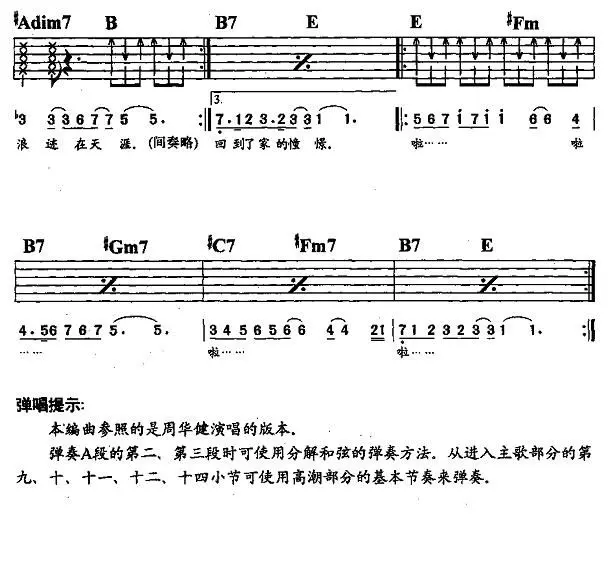 #Adim7 B B7 E E #Fm
b3 3 3 3 6 7 7 5 5. :|| 7. 1 2 3. 2 3 3 1 1. ||: 5 6 7 i 7 i i 6 6 4
3.
浪迹在天涯.(间奏略) 回到了家的憧憬. 啦…… 啦
B7 #Gm7 #C7 #Fm7 B7 E
4. 5 6 7 6 7 5. 5. | 3 4 5 6 5 6 6 4 4 2 1 | 7 1 2 3 2 3 3 1 1. :||
…… 啦…… 啦……
弹唱提示:
本编曲参照的是周华健演唱的版本.
弹奏A段的第二、第三段时可使用分解和弦的弹奏方法. 从进入主歌部分的第
九、十、十一、十二、十四小节可使用高潮部分的基本节奏来弹奏。